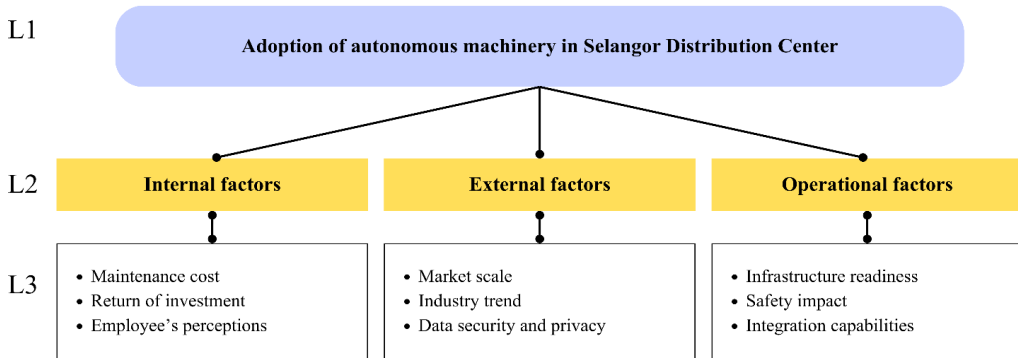 L1
Adoption of autonomous machinery in Selangor Distribution Center
L2
Internal factors
External factors
Operational factors
L3
• Maintenance cost
• Return of investment
• Employee’s perceptions
• Market scale
• Industry trend
• Data security and privacy
• Infrastructure readiness
• Safety impact
• Integration capabilities